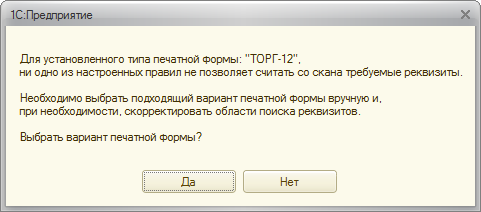 1С:Предприятие
Для установленного типа печатной формы: "ТОРГ-12",
ни одно из настроенных правил не позволяет считать со скана требуемые реквизиты.
Необходимо выбрать подходящий вариант печатной формы вручную и,
при необходимости, скорректировать области поиска реквизитов.
Выбрать вариант печатной формы?
Да
Нет